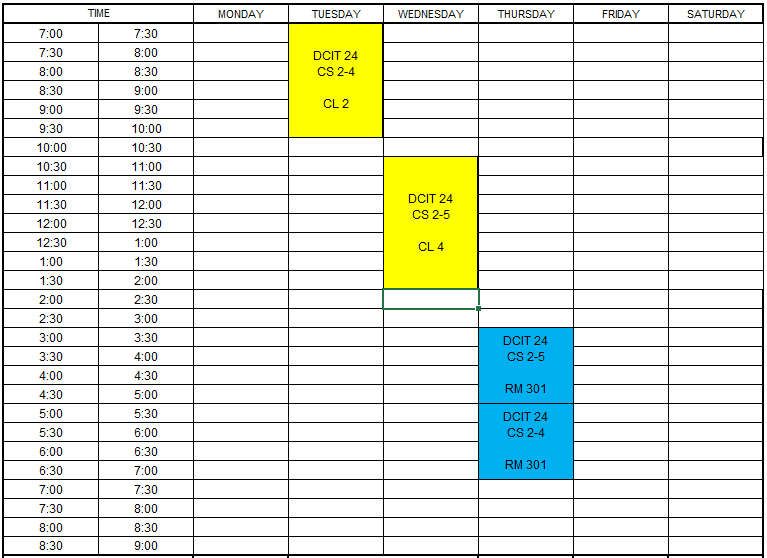 TIME MONDAY TUESDAY WEDNESDAY THURSDAY FRIDAY SATURDAY
7:00 7:30
7:30 8:00
DCIT 24
8:00 8:30
CS 2-4
8:30 9:00
9:00 9:30
CL 2
9:30 10:00
10:00 10:30
10:30 11:00
11:00 11:30
11:30 12:00
DCIT 24
CS 2-5
12:00 12:30
12:30 1:00
CL 4
1:00 1:30
1:30 2:00
2:00 2:30
2:30 3:00
3:00 3:30
DCIT 24
3:30 4:00
CS 2-5
4:00 4:30
4:30 5:00
RM 301
5:00 5:30
DCIT 24
5:30 6:00
CS 2-4
6:00 6:30
6:30 7:00
RM 301
7:00 7:30
7:30 8:00
8:00 8:30
8:30 9:00